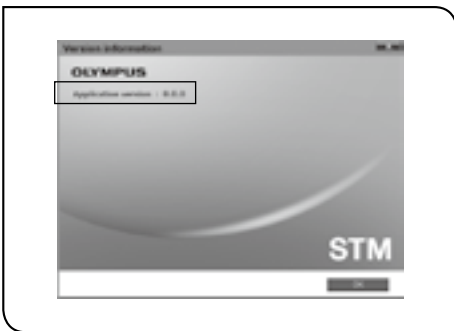 Version information
OLYMPUS
Application version :
STM
OK